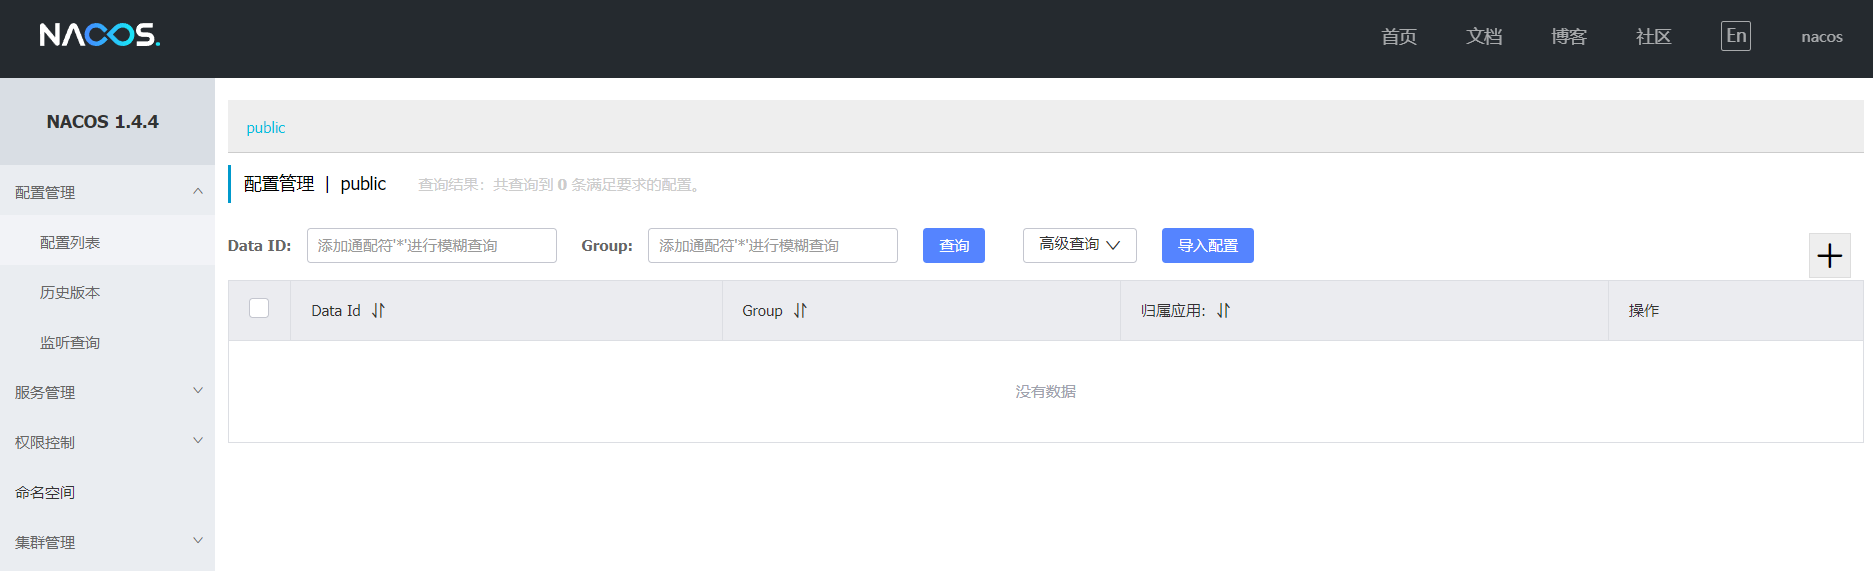 NACOS.
首页 文档 博客 社区 En nacos
NACOS 1.4.4
配置管理
配置列表
历史版本
监听查询
服务管理
权限控制
命名空间
集群管理
public
配置管理 | public 查询结果：共查询到 0 条满足要求的配置。
Data ID: 添加通配符'*'进行模糊查询 Group: 添加通配符'*'进行模糊查询 查询 高级查询 导入配置
Data Id Group 归属应用: 操作
没有数据